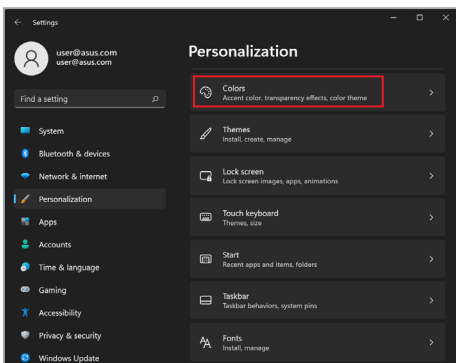 Settings
user@asus.com
user@asus.com
Find a setting
System
Bluetooth & devices
Network & internet
Personalization
Apps
Accounts
Time & language
Gaming
Accessibility
Privacy & security
Windows Update
Personalization
Colors
Accent color, transparency effects, color theme
Themes
Install, create, manage
Lock screen
Lock screen images, apps, animations
Touch keyboard
Themes, size
Start
Recent apps and items, folders
Taskbar
Taskbar behaviors, system pins
Fonts
Install, manage